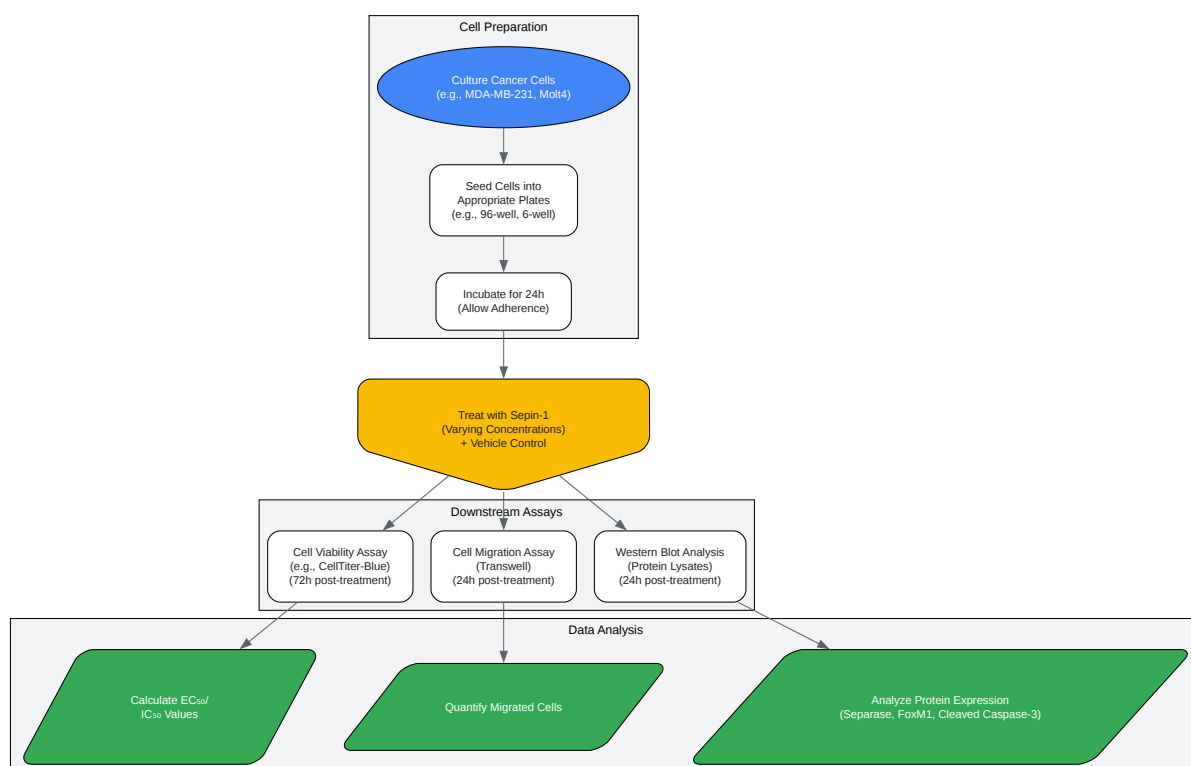 Cell Preparation
Culture Cancer Cells
(e.g., MDA-MB-231, Molt4)
Seed Cells into
Appropriate Plates
(e.g., 96-well, 6-well)
Incubate for 24h
(Allow Adherence)
Treat with Sepin-1
(Varying Concentrations)
+ Vehicle Control
Downstream Assays
Cell Viability Assay
(e.g., CellTiter-Blue)
(72h post-treatment)
Cell Migration Assay
(Transwell)
(24h post-treatment)
Western Blot Analysis
(Protein Lysates)
(24h post-treatment)
Data Analysis
Calculate EC₅₀/
IC₅₀ Values
Quantify Migrated Cells
Analyze Protein Expression
(Separase, FoxM1, Cleaved Caspase-3)